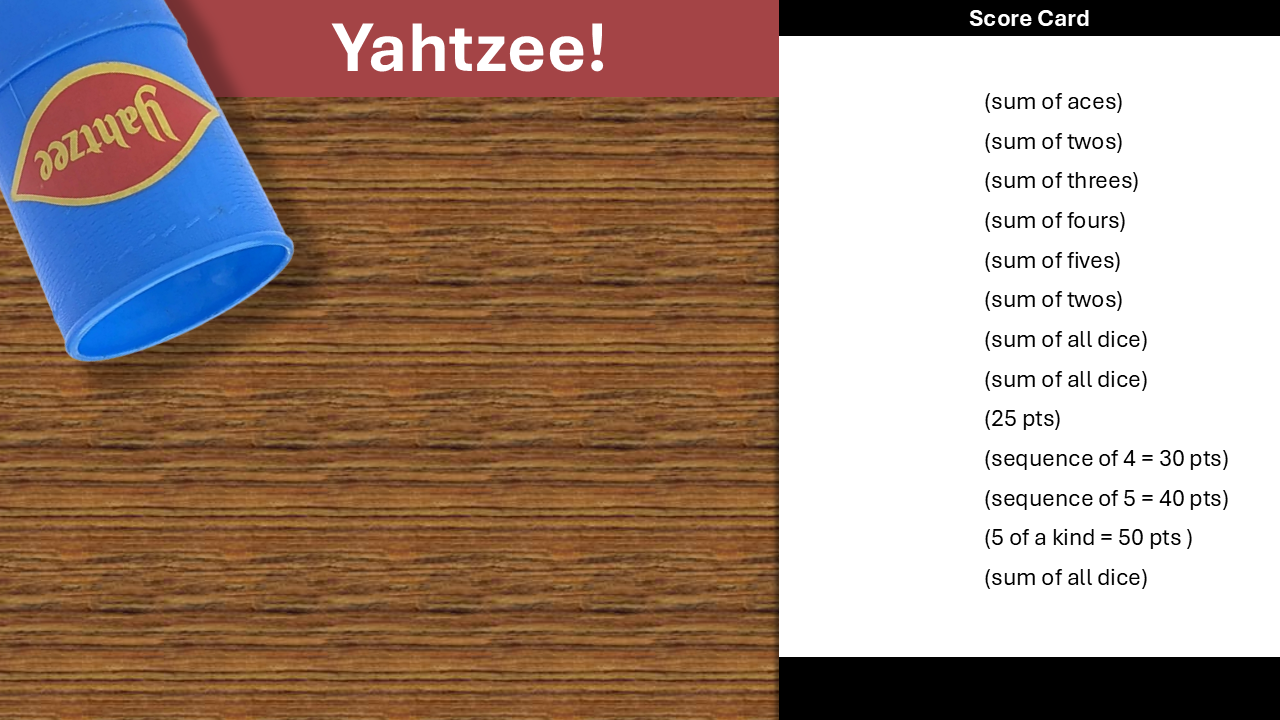 Yahtzee!
Yahtzee
Score Card
(sum of aces)
(sum of twos)
(sum of threes)
(sum of fours)
(sum of fives)
(sum of twos)
(sum of all dice)
(sum of all dice)
(25 pts)
(sequence of 4 = 30 pts)
(sequence of 5 = 40 pts)
(5 of a kind = 50 pts )
(sum of all dice)